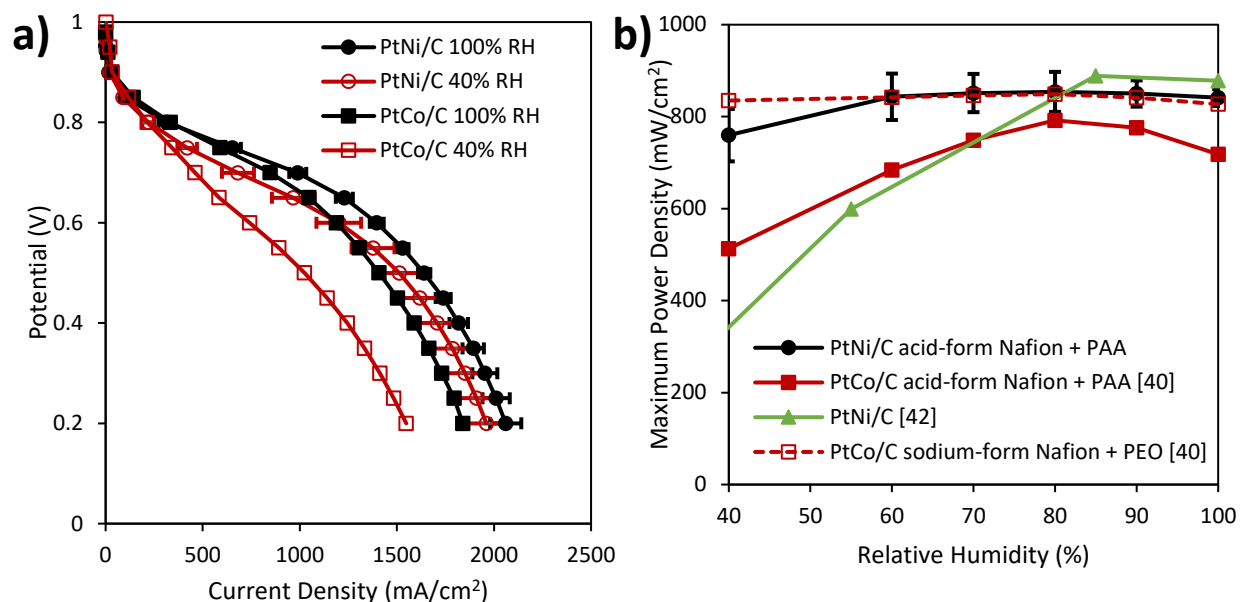 a)
PtNi/C 100% RH
PtNi/C 40% RH
PtCo/C 100% RH
PtCo/C 40% RH
1
0.8
0.6
0.4
0.2
0
Potential (V)
0 500 1000 1500 2000 2500
Current Density (mA/cm²)
b)
1000
800
600
400
200
0
Maximum Power Density (mW/cm²)
PtNi/C acid-form Nafion + PAA
PtCo/C acid-form Nafion + PAA [40]
PtNi/C [42]
PtCo/C sodium-form Nafion + PEO [40]
40 50 60 70 80 90 100
Relative Humidity (%)